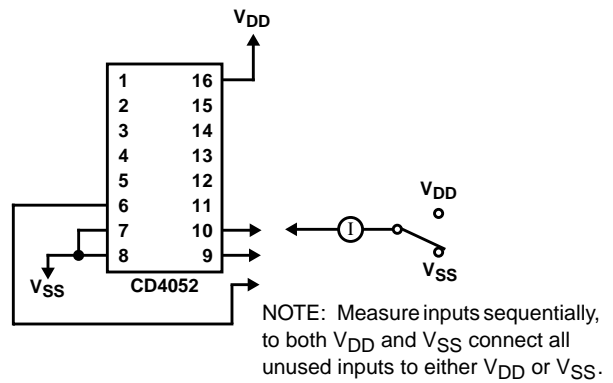 VDD
1 16
2 15
3 14
4 13
5 12
6 11
7 10
8 9
VSS
CD4052
I
VDD
VSS
NOTE: Measure inputs sequentially,
to both VDD and VSS connect all
unused inputs to either VDD or VSS.